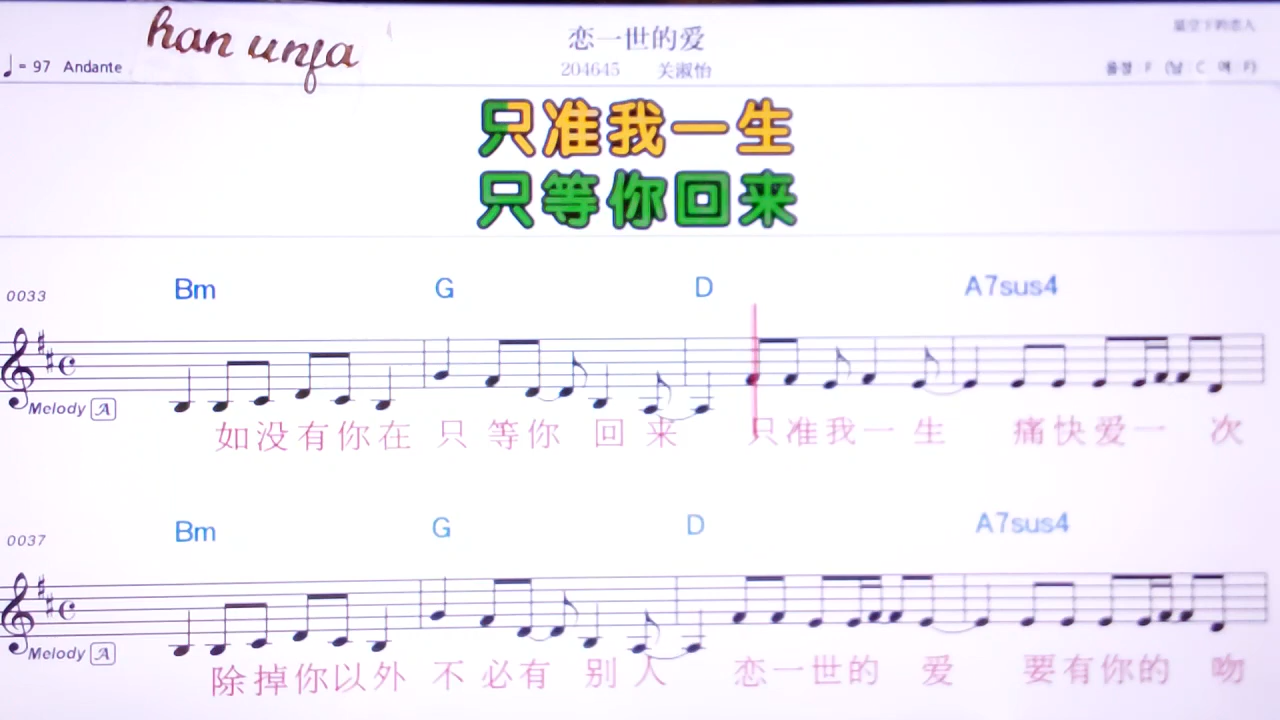 han unfa
恋一世的爱
♩= 97 Andante
204645 关淑怡
只准我一生
只等你回来
Bm G D A7sus4
0033
Melody A
如没有你在 只 等你 回 来 只准我一 生 痛快爱一 次
Bm G D A7sus4
0037
Melody A
除掉你以外 不 必有 别 人 恋一世的 爱 要有你的 吻